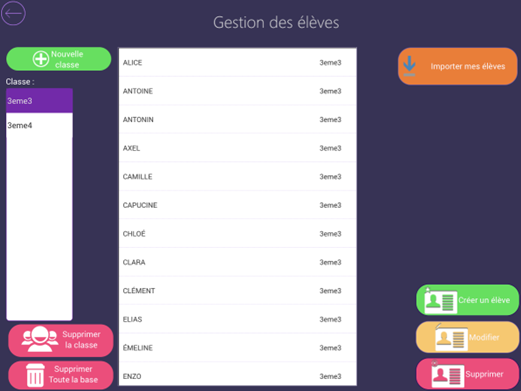 Gestion des élèves
Nouvelle
classe
Classe :
3eme3
3eme4
Supprimer
la classe
Supprimer
Toute la base
ALICE 3eme3
ANTOINE 3eme3
ANTONIN 3eme3
AXEL 3eme3
CAMILLE 3eme3
CAPUCINE 3eme3
CHLOÉ 3eme3
CLARA 3eme3
CLÉMENT 3eme3
ELIAS 3eme3
ÉMELINE 3eme3
ENZO 3eme3
Importer mes élèves
Créer un élève
Modifier
Supprimer